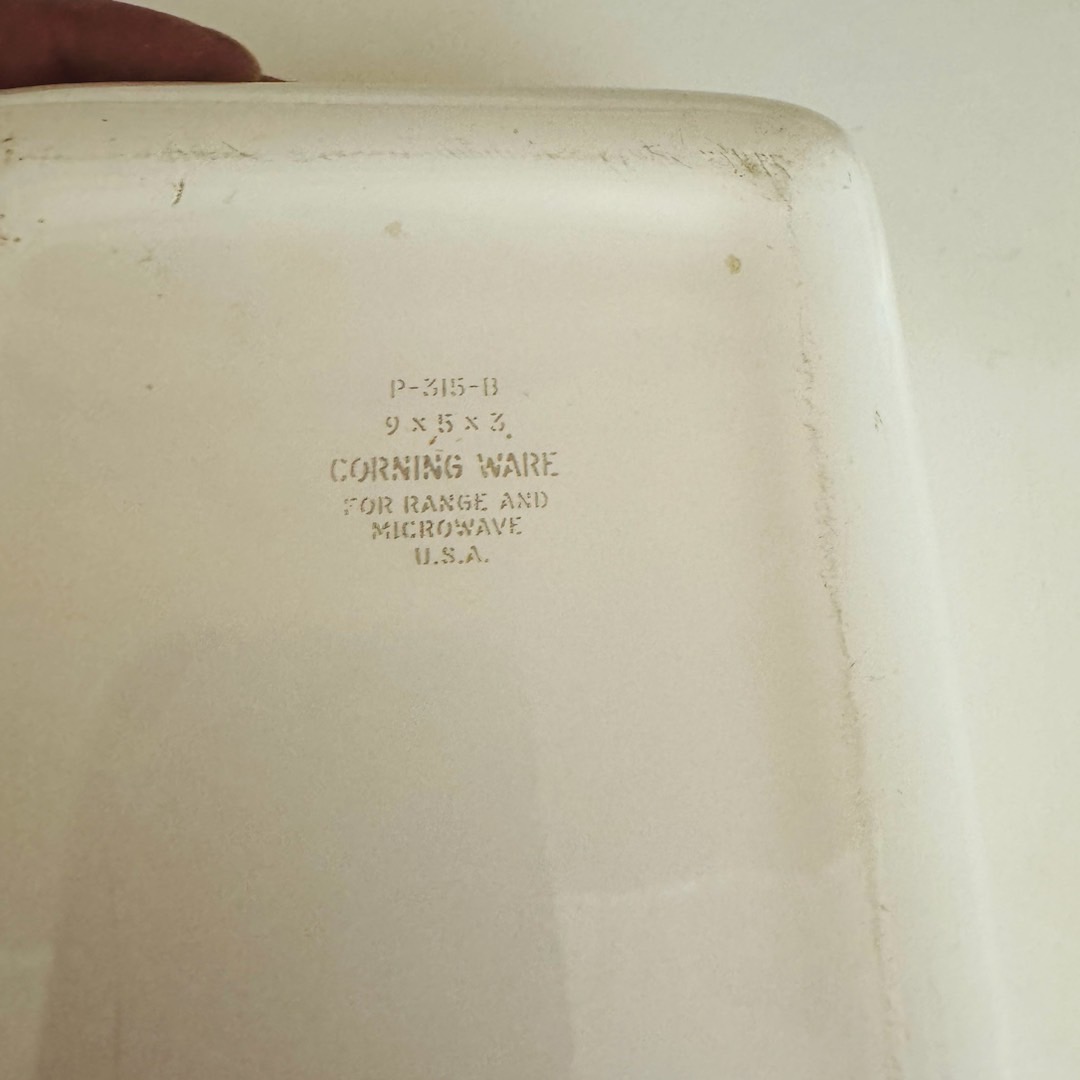 P-315-B
9 x 5 x 3
CORNING WARE
FOR RANGE AND
MICROWAVE
U.S.A.